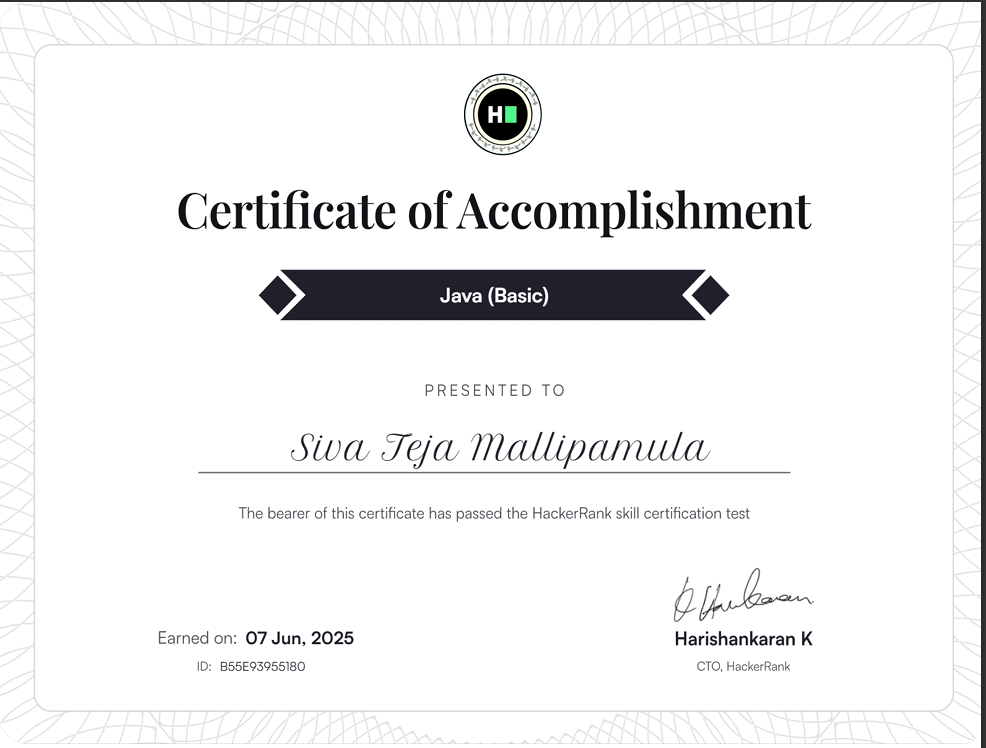 H
Certificate of Accomplishment
Java (Basic)
PRESENTED TO
Siva Teja Mallipamula
The bearer of this certificate has passed the HackerRank skill certification test
Earned on: 07 Jun, 2025
ID: B55E93955180
Harishankaran K
CTO, HackerRank